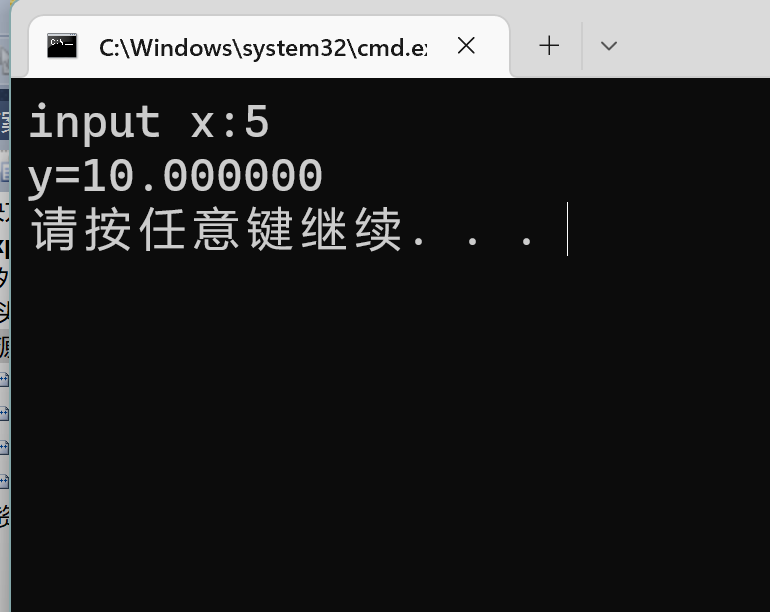 C:\Windows\system32\cmd.e
input x:5
y=10.000000
请按任意键继续. . .